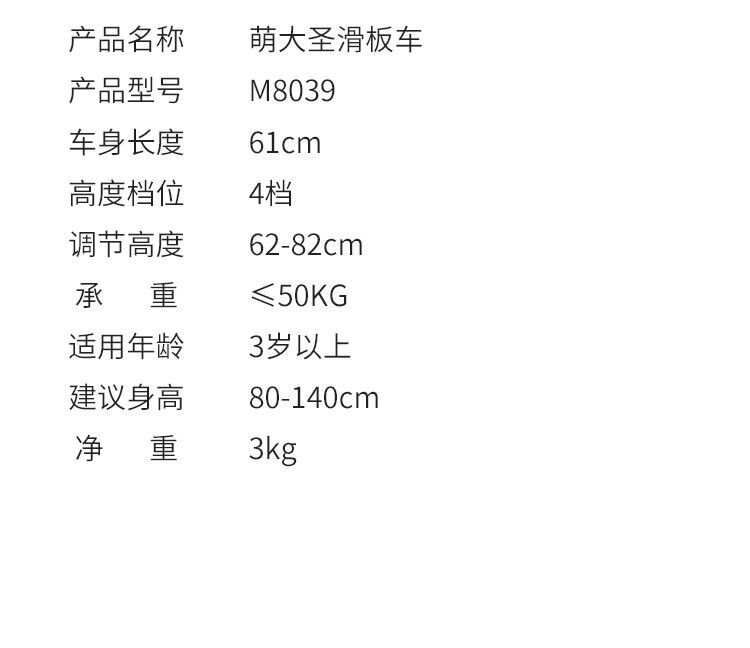 产品名称 萌大圣滑板车
产品型号 M8039
车身长度 61cm
高度档位 4档
调节高度 62-82cm
承 重 ≤50KG
适用年龄 3岁以上
建议身高 80-140cm
净 重 3kg